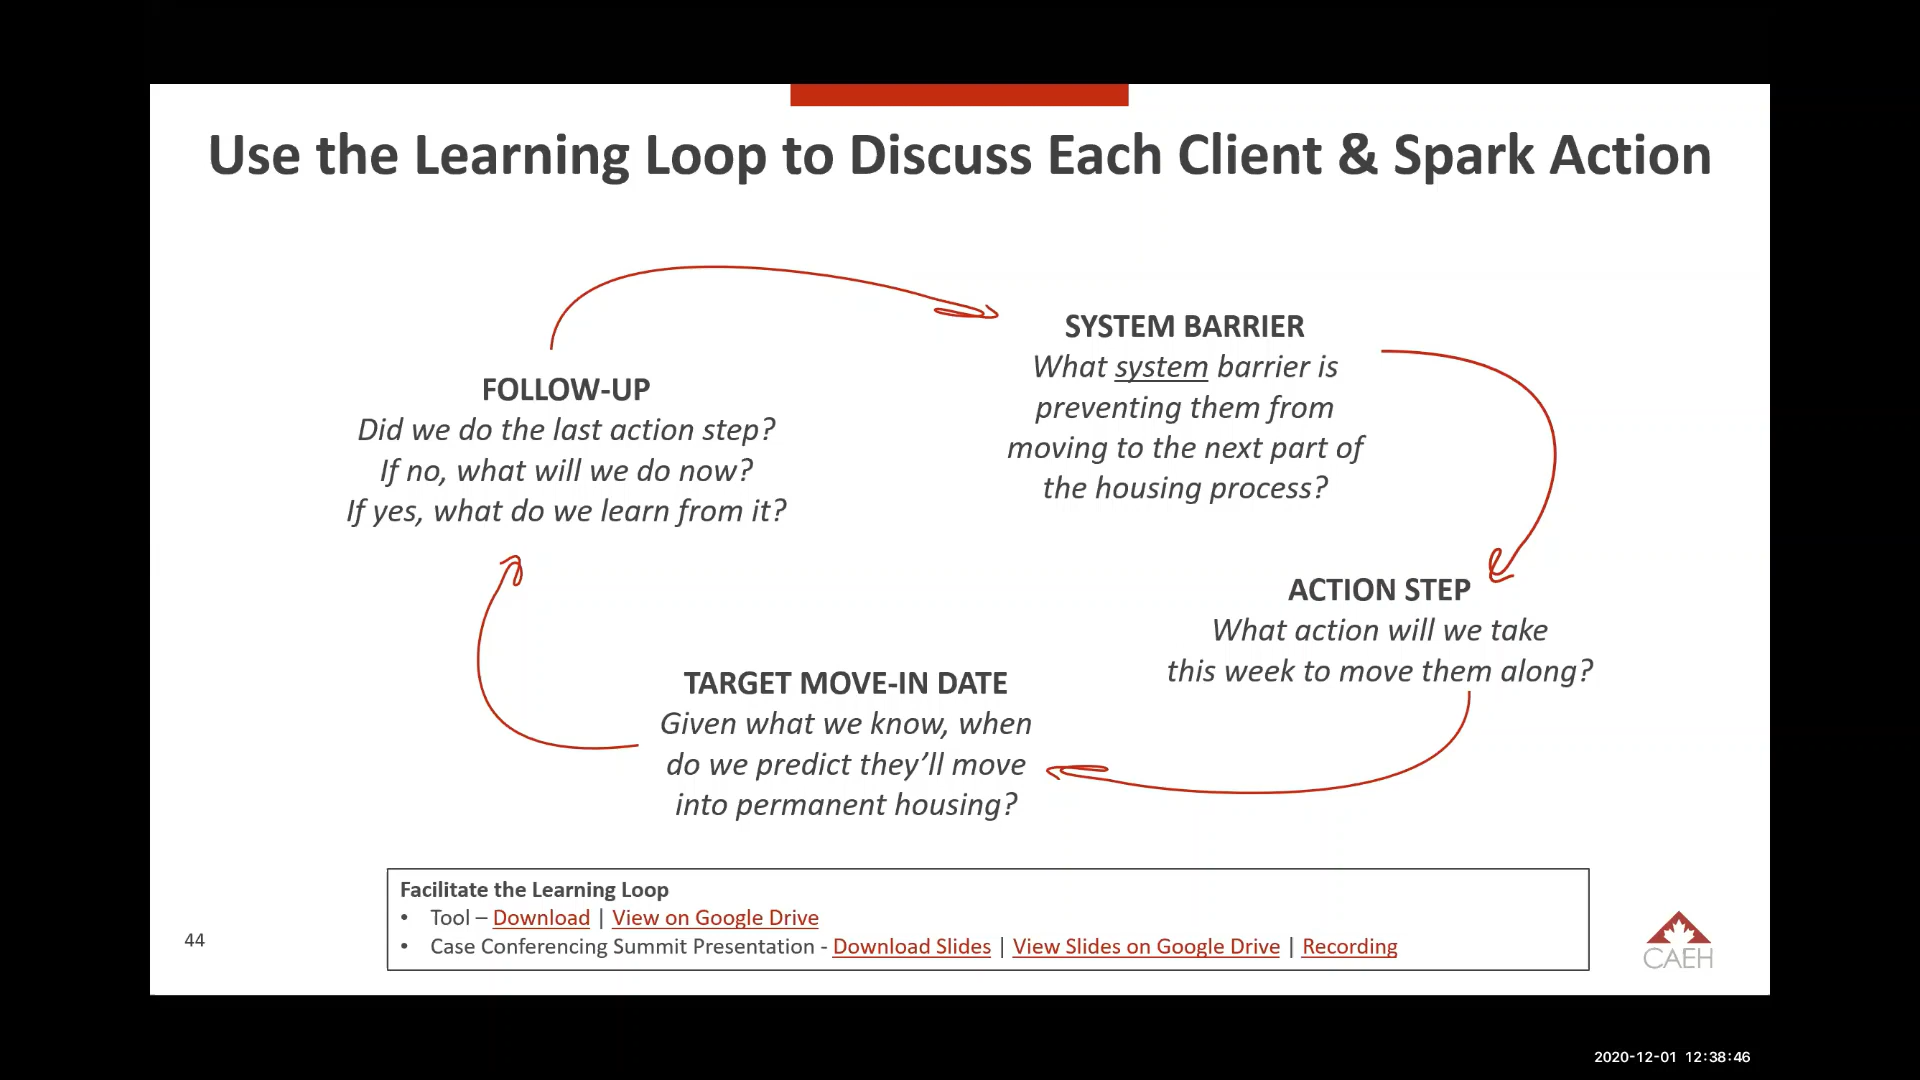 Use the Learning Loop to Discuss Each Client & Spark Action
FOLLOW-UP
Did we do the last action step?
If no, what will we do now?
If yes, what do we learn from it?
SYSTEM BARRIER
What system barrier is
preventing them from
moving to the next part of
the housing process?
ACTION STEP
What action will we take
this week to move them along?
TARGET MOVE-IN DATE
Given what we know, when
do we predict they’ll move
into permanent housing?
Facilitate the Learning Loop
• Tool – Download | View on Google Drive
• Case Conferencing Summit Presentation - Download Slides | View Slides on Google Drive | Recording
44
CAEH
2020-12-01 12:38:46